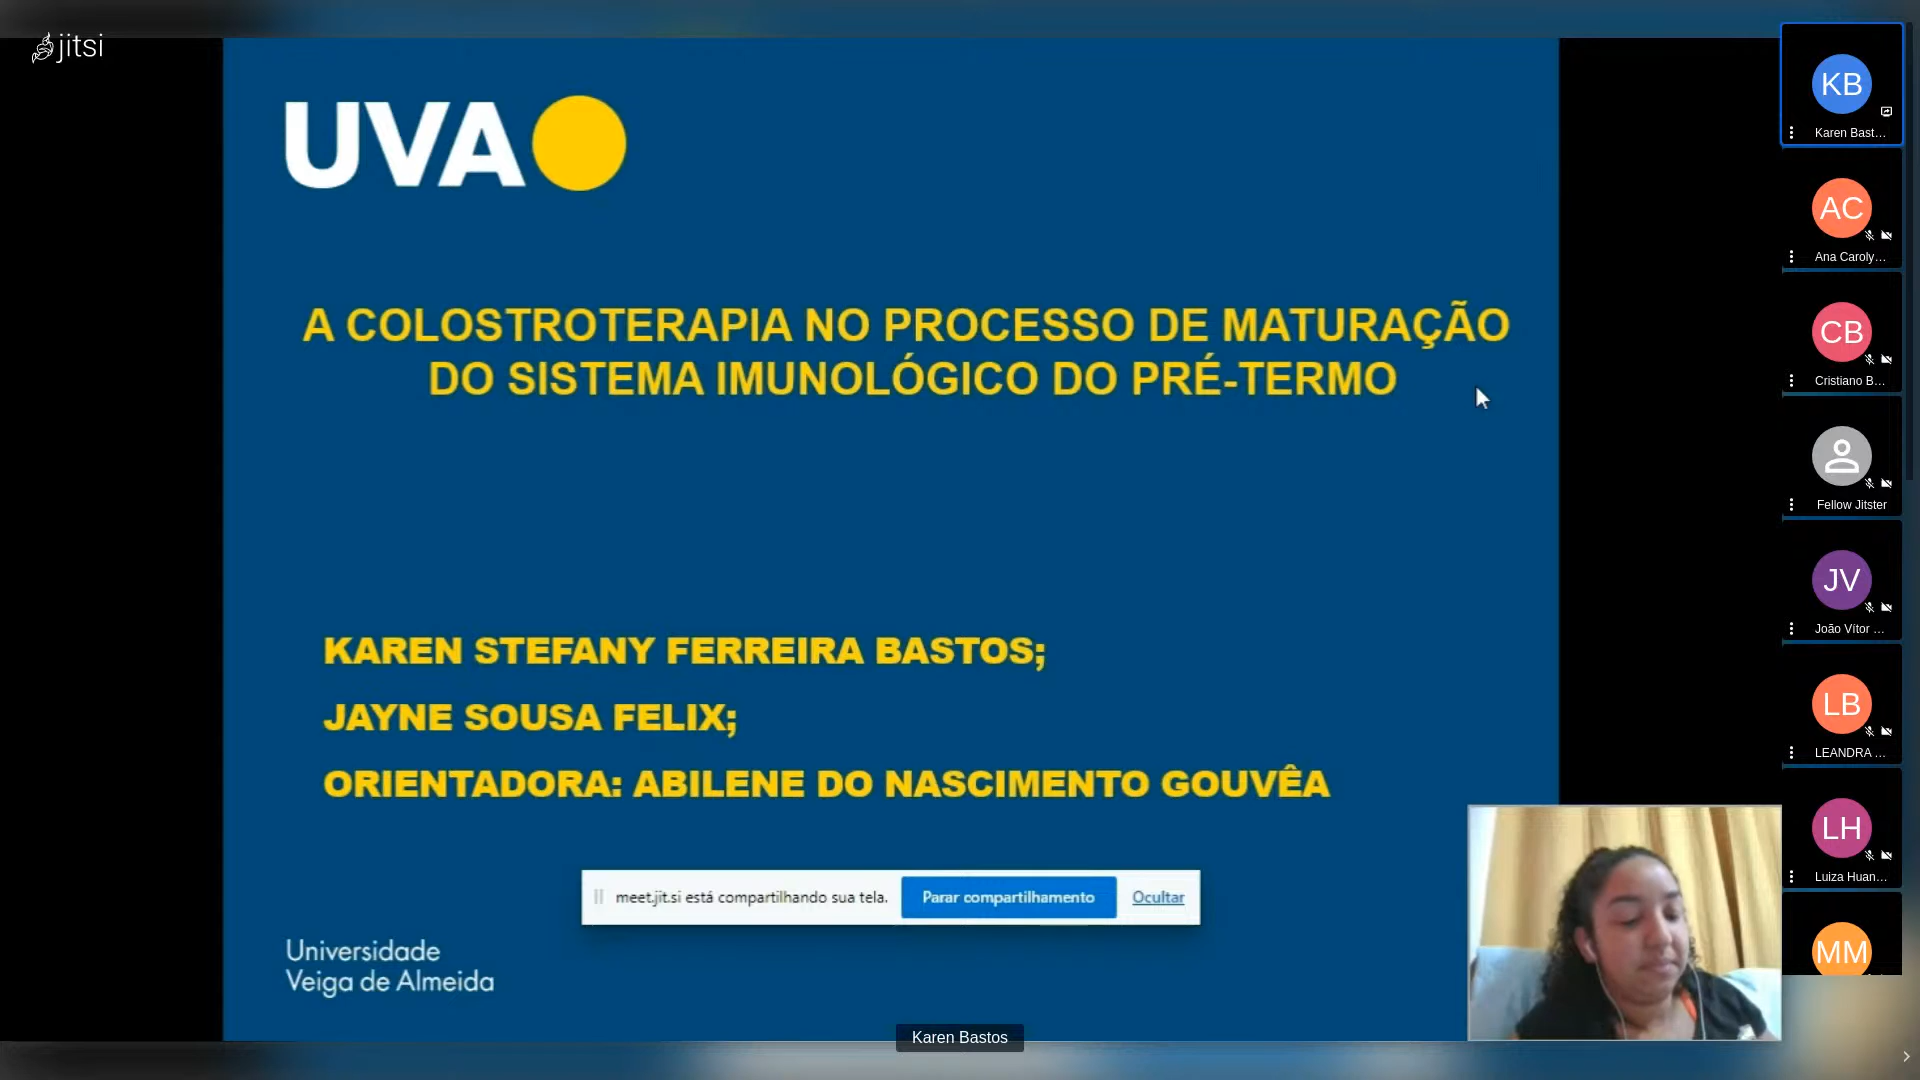 jitsi
UVA
A COLOSTROTERAPIA NO PROCESSO DE MATURAÇÃO
DO SISTEMA IMUNOLÓGICO DO PRÉ-TERMO
KAREN STEFANY FERREIRA BASTOS;
JAYNE SOUSA FELIX;
ORIENTADORA: ABILENE DO NASCIMENTO GOUVÊA
meet.jit.si está compartilhando sua tela.
Parar compartilhamento
Ocultar
Universidade
Veiga de Almeida
Karen Bastos
KB
Karen Bast...
AC
Ana Caroly...
CB
Cristiano B...
Fellow Jitster
JV
João Vítor ...
LB
LEANDRA ...
LH
Luiza Huan...
MM